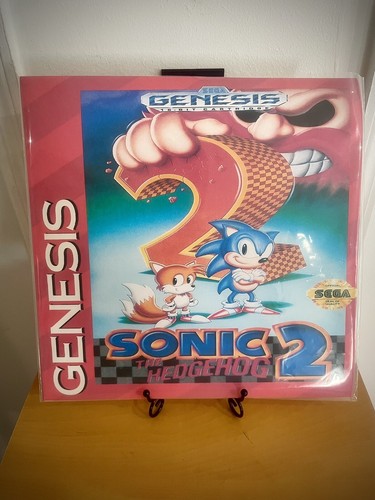 SEGA
GENESIS
GENESIS
2
SEGA
SONIC
THE
HEDGEHOG
2